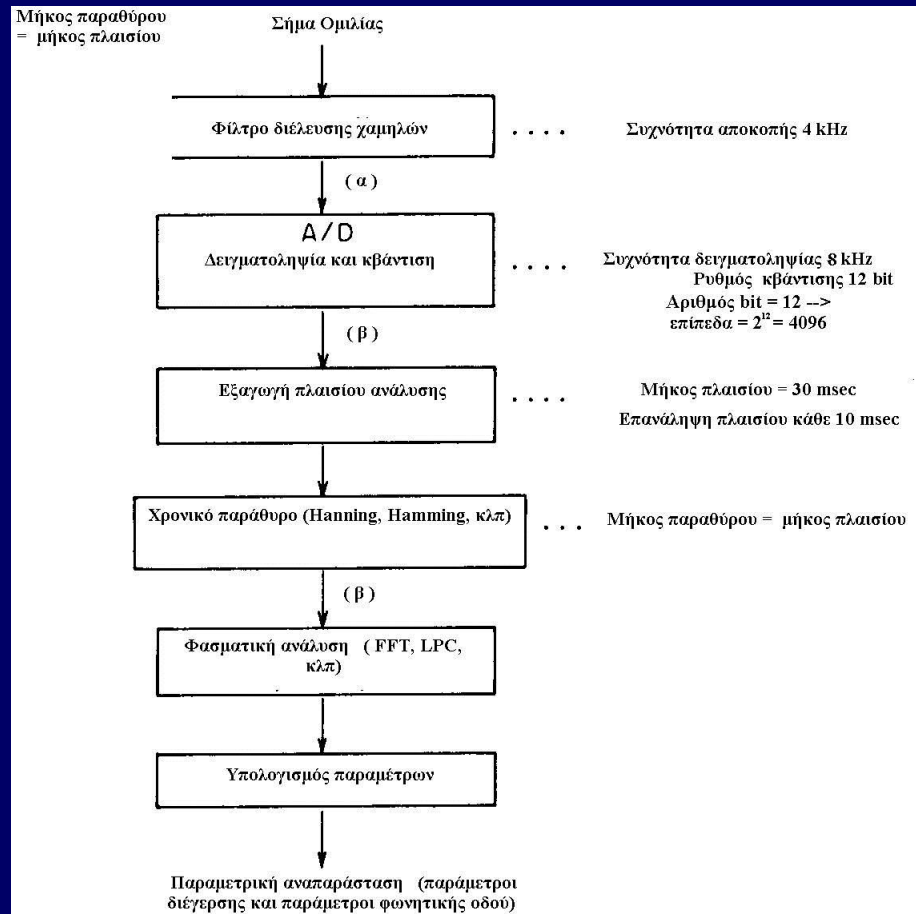 Μήκος παραθύρου
= μήκος πλαισίου
Σήμα Ομιλίας
Φίλτρο διέλευσης χαμηλών
. . . .
Συχνότητα αποκοπής 4 kHz
( α )
A/D
Δειγματοληψία και κβάντιση
. . . .
Συχνότητα δειγματοληψίας 8 kHz
Ρυθμός κβάντισης 12 bit
Αριθμός bit = 12 -->
επίπεδα = 2¹² = 4096
( β )
Εξαγωγή πλαισίου ανάλυσης
. . . .
Μήκος πλαισίου = 30 msec
Επανάληψη πλαισίου κάθε 10 msec
Χρονικό παράθυρο (Hanning, Hamming, κλπ)
. . .
Μήκος παραθύρου = μήκος πλαισίου
( β )
Φασματική ανάλυση ( FFT, LPC,
κλπ)
Υπολογισμός παραμέτρων
Παραμετρική αναπαράσταση (παράμετροι
διέγερσης και παράμετροι φωνητικής οδού)